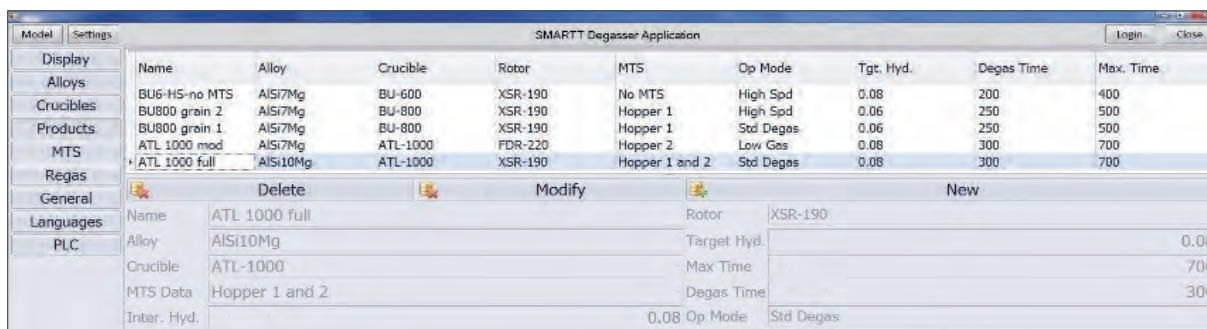 Model Settings SMARTT Degasser Application Login Close
Display
Alloys
Crucibles
Products
MTS
Regas
General
Languages
PLC
Name Alloy Crucible Rotor MTS Op Mode Tgt. Hyd. Degas Time Max. Time
BU6-HS-no MTS AlSi7Mg BU-600 XSR-190 No MTS High Spd 0.08 200 400
BU800 grain 2 AlSi7Mg BU-800 XSR-190 Hopper 1 High Spd 0.06 250 500
BU800 grain 1 AlSi7Mg BU-800 XSR-190 Hopper 1 Std Degas 0.06 250 500
ATL 1000 mod AlSi7Mg ATL-1000 FDR-220 Hopper 2 Low Gas 0.08 300 700
ATL 1000 full AlSi10Mg ATL-1000 XSR-190 Hopper 1 and 2 Std Degas 0.08 300 700
Delete Modify New
Name ATL 1000 full Rotor XSR-190
Alloy AlSi10Mg Target Hyd. 0.08
Crucible ATL-1000 Max Time 700
MTS Data Hopper 1 and 2 Degas Time 300
Inter. Hyd. 0.08 Op Mode Std Degas